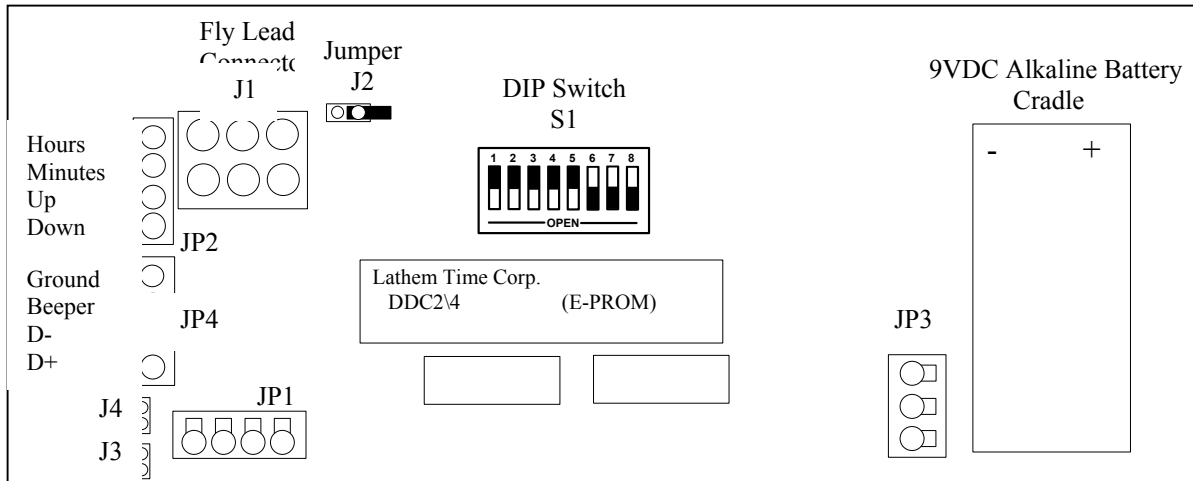 Fly Lead
J1
Jumper
J2
DIP Switch
S1
1 2 3 4 5 6 7 8
OPEN
9VDC Alkaline Battery
Cradle
- +
Hours
Minutes
Up
Down
JP2
Ground
Beeper
D-
D+
JP4
Lathem Time Corp.
DDC2\4 (E-PROM)
JP3
J4
J3
JP1